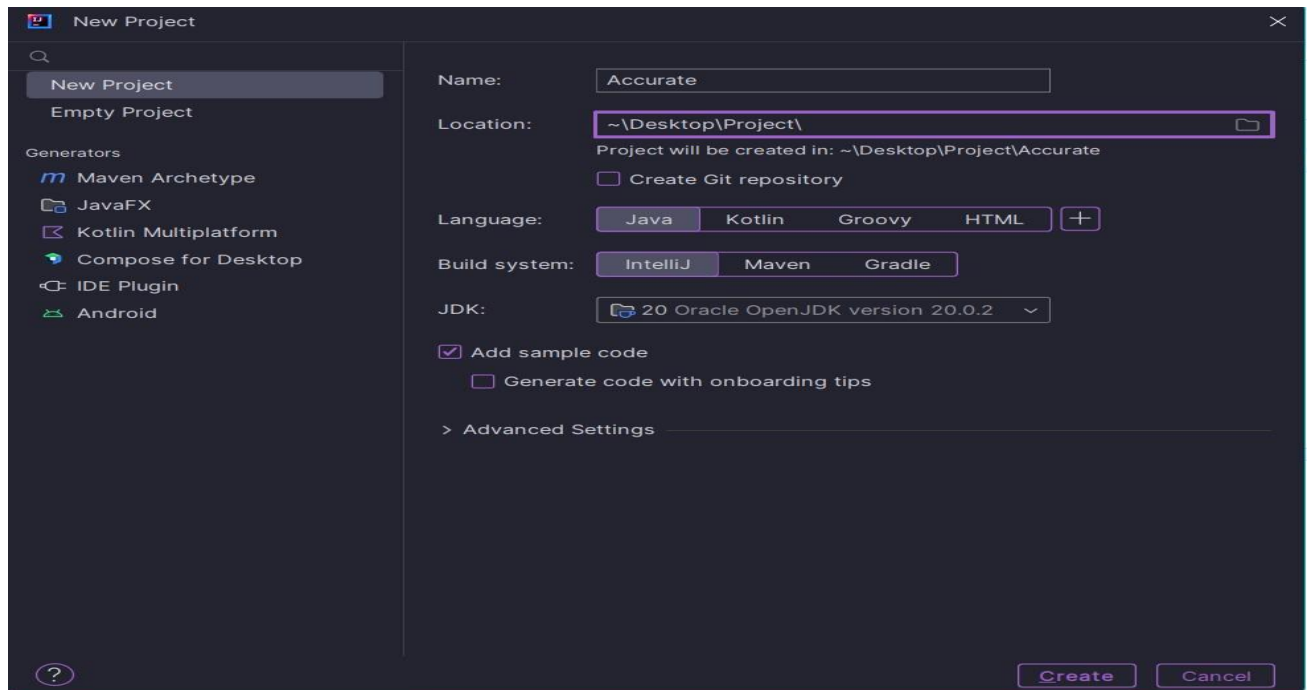 New Project
New Project
Empty Project
Generators
Maven Archetype
JavaFX
Kotlin Multiplatform
Compose for Desktop
IDE Plugin
Android
Name: Accurate
Location: ~\Desktop\Project\
Project will be created in: ~\Desktop\Project\Accurate
Create Git repository
Language: Java Kotlin Groovy HTML +
Build system: IntelliJ Maven Gradle
JDK: 20 Oracle OpenJDK version 20.0.2
Add sample code
Generate code with onboarding tips
> Advanced Settings
? Create Cancel